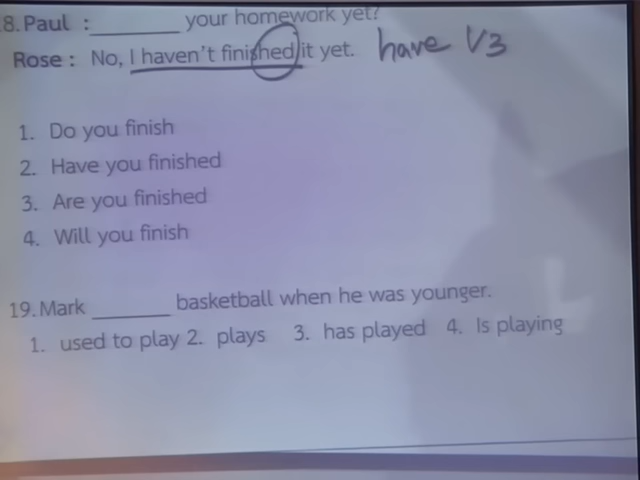 8. Paul : ________ your homework yet?
Rose : No, I haven't finished it yet. have V3
1. Do you finish
2. Have you finished
3. Are you finished
4. Will you finish
19. Mark _______ basketball when he was younger.
1. used to play 2. plays 3. has played 4. Is playing